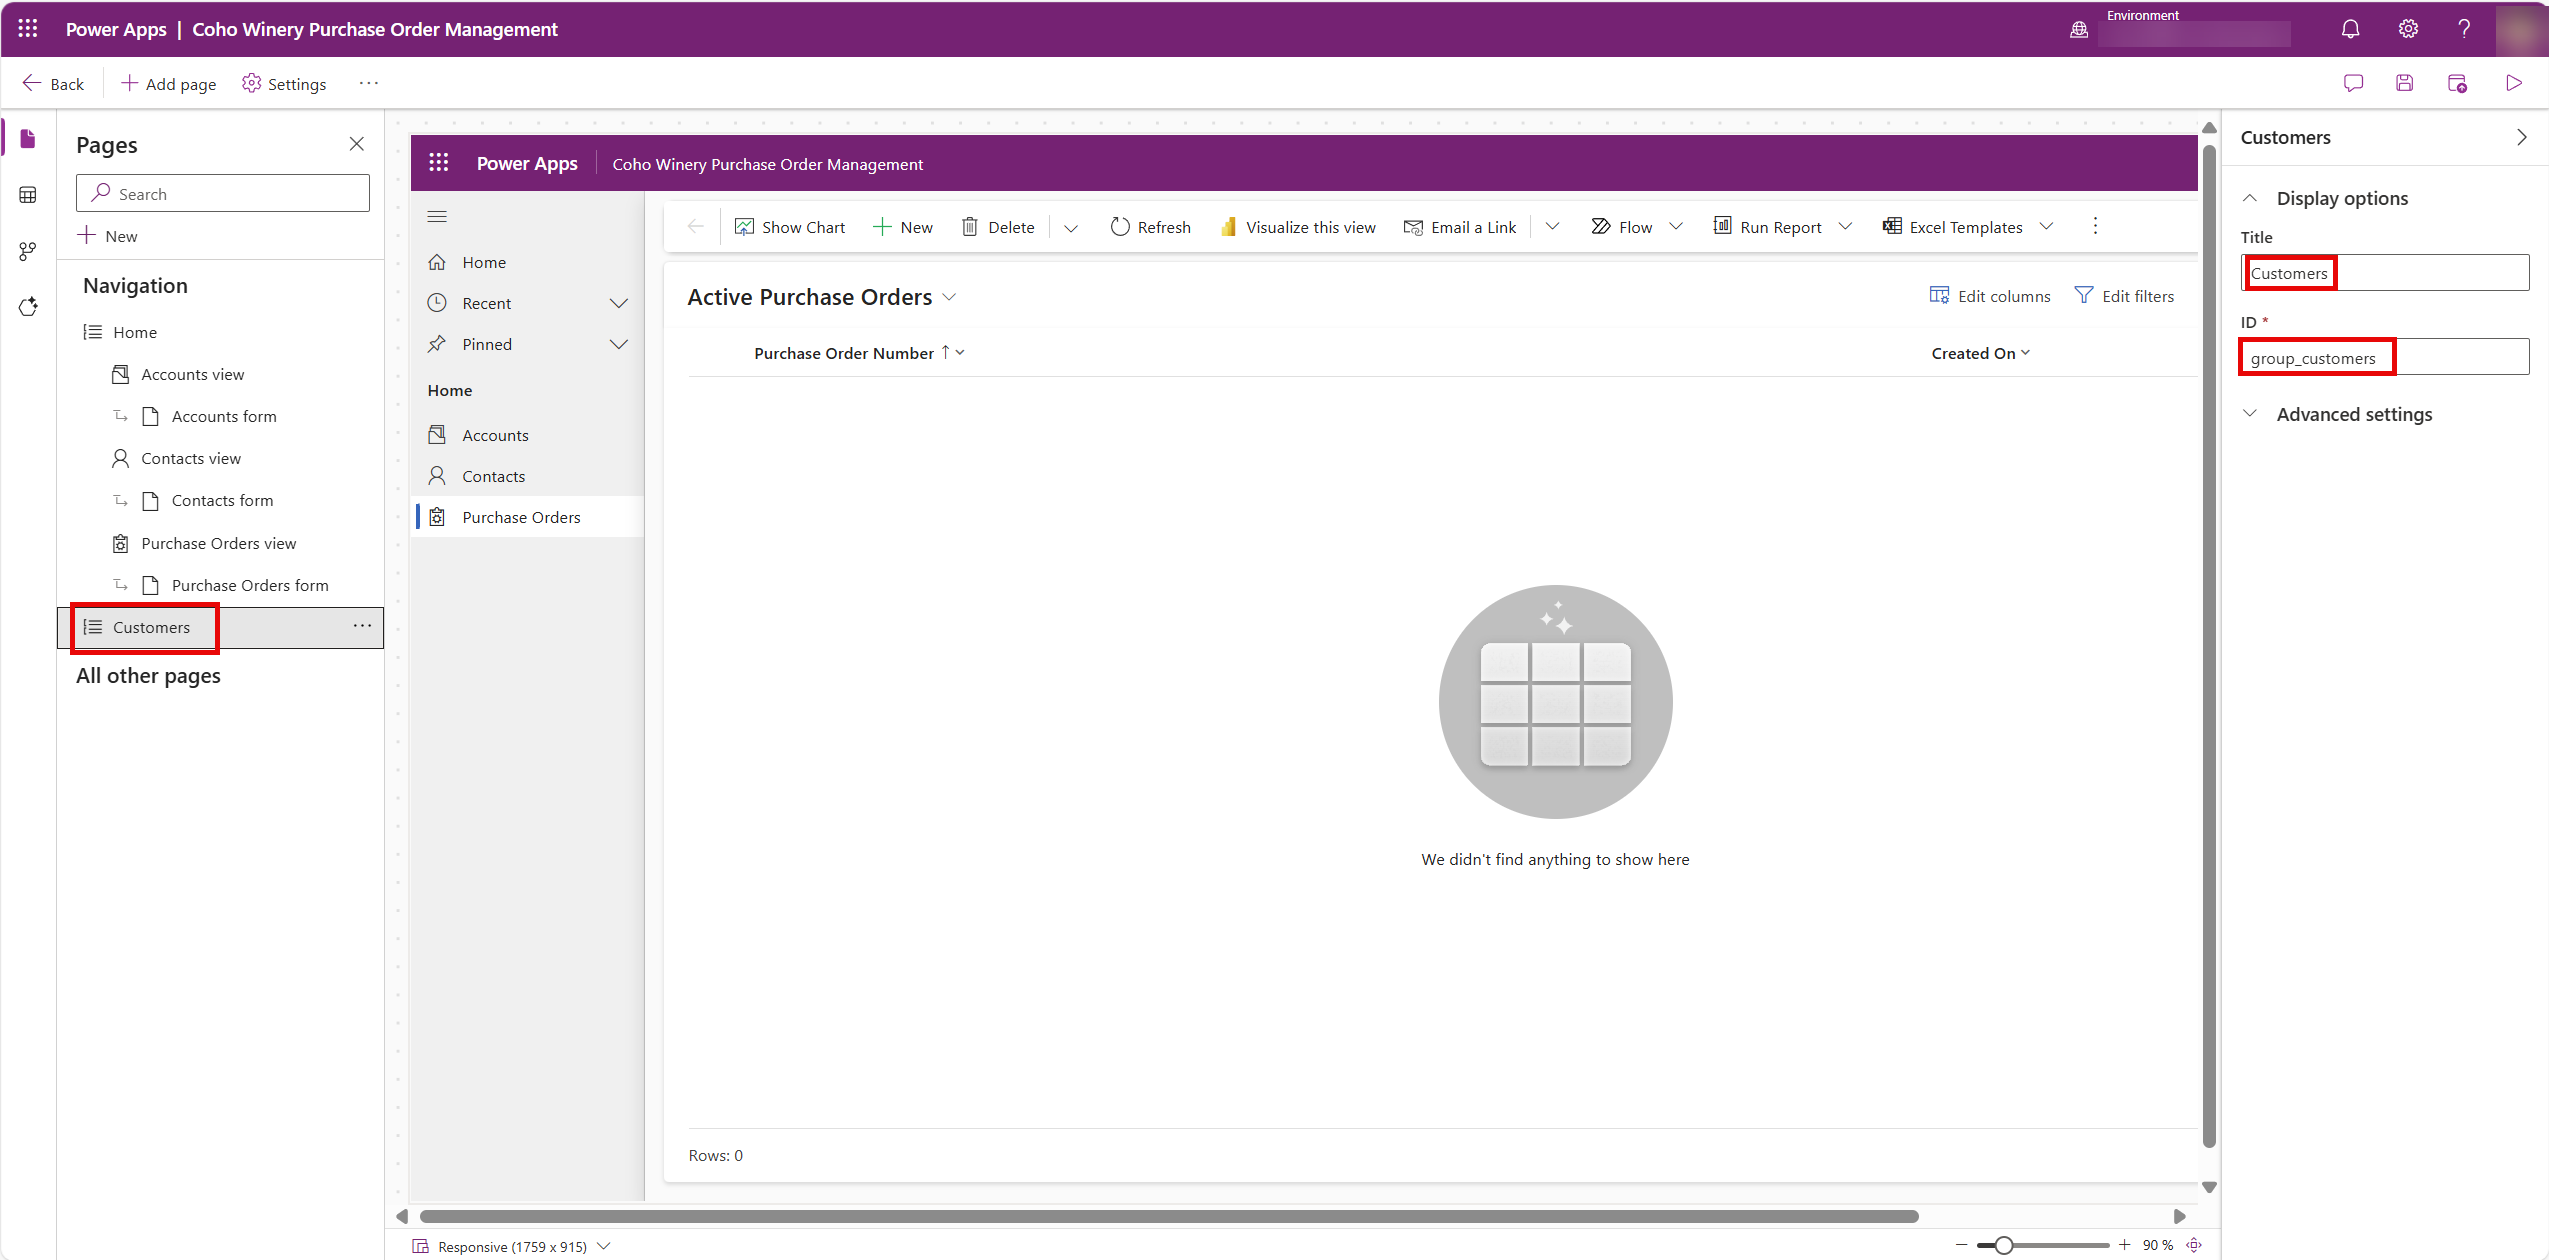 Power Apps | Coho Winery Purchase Order Management
Environment
Back
Add page
Settings
Pages
Search
New
Navigation
Home
Accounts view
Accounts form
Contacts view
Contacts form
Purchase Orders view
Purchase Orders form
Customers
All other pages
Power Apps
Coho Winery Purchase Order Management
Home
Recent
Pinned
Home
Accounts
Contacts
Purchase Orders
Show Chart
New
Delete
Refresh
Visualize this view
Email a Link
Flow
Run Report
Excel Templates
Active Purchase Orders
Edit columns
Edit filters
Purchase Order Number
Created On
We didn't find anything to show here
Rows: 0
Responsive (1759 x 915)
90 %
Customers
Display options
Title
Customers
ID *
group_customers
Advanced settings